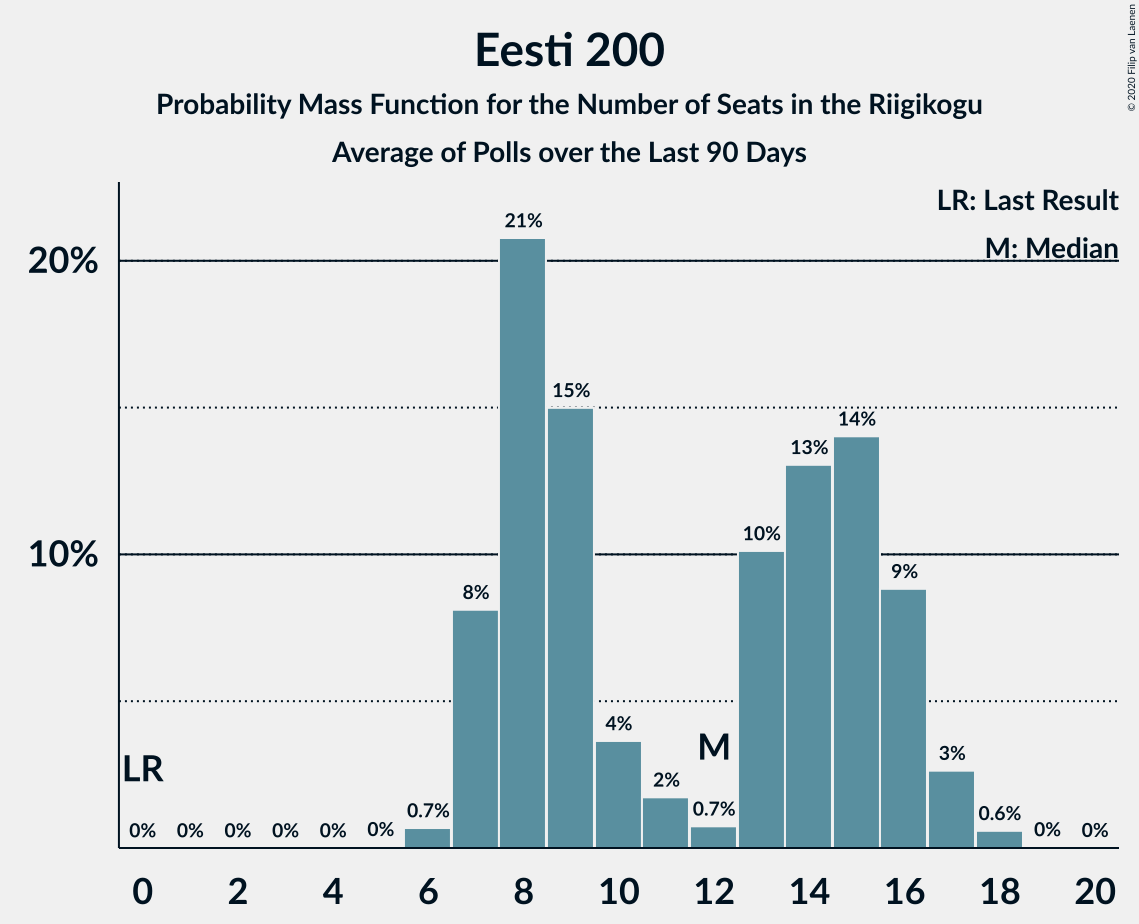 Eesti 200
Probability Mass Function for the Number of Seats in the Riigikogu
Average of Polls over the Last 90 Days
© 2020 Filip van Laenen
LR: Last Result
M: Median
20%
10%
LR
M
0%
0%
0%
0%
0%
0%
0.7%
8%
21%
15%
4%
2%
0.7%
10%
13%
14%
9%
3%
0.6%
0%
0%
0 2 4 6 8 10 12 14 16 18 20